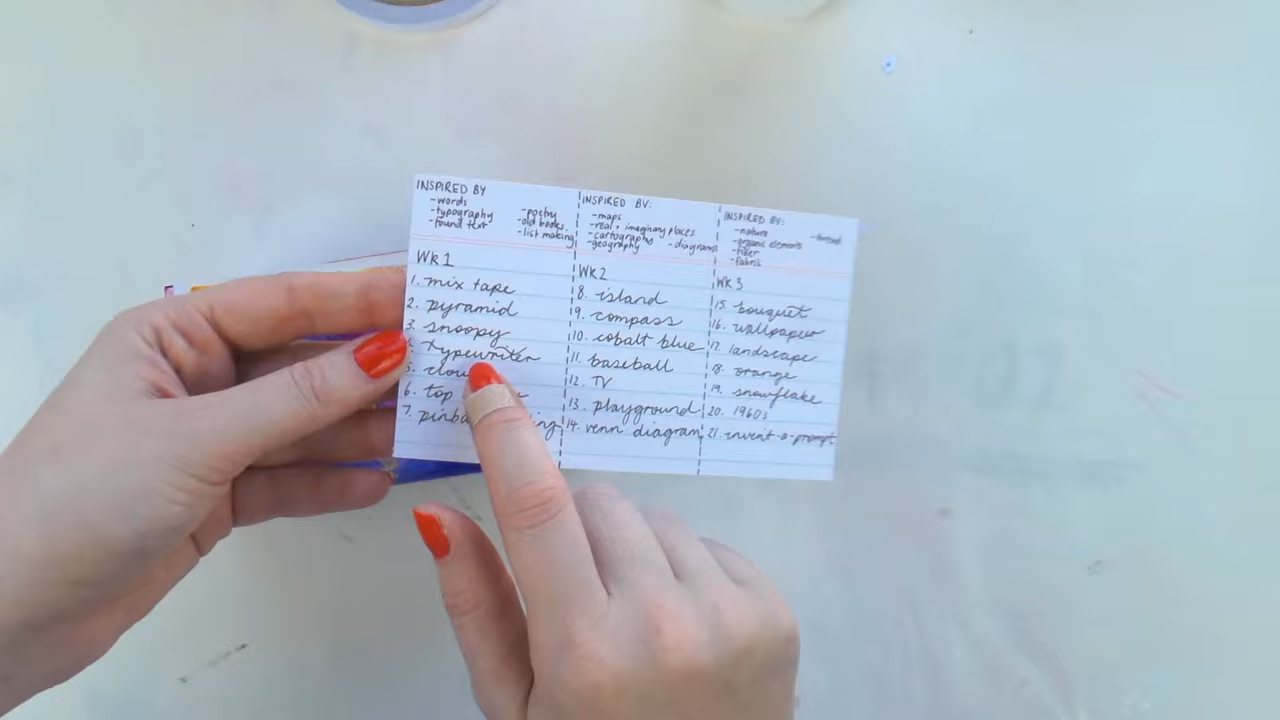 INSPIRED BY
-words
-typography
-found text
-poetry
-old books
-list making
WK 1
1. mix tape
2. pyramid
3. snoopy
typewriter
5.
6. top
7.
INSPIRED BY:
-maps
-real + imaginary places
-cartography
-geography
-diagrams
WK 2
8. island
9. compass
10. cobalt blue
11. baseball
12. TV
13. playground
14. venn diagram
INSPIRED BY:
-nature
-organic elements
-fiber
-fabric
-thread
WK 3
15. bouquet
16. wallpaper
17. landscape
18. orange
19. snowflake
20. 1960s
21. invent-a-prompt